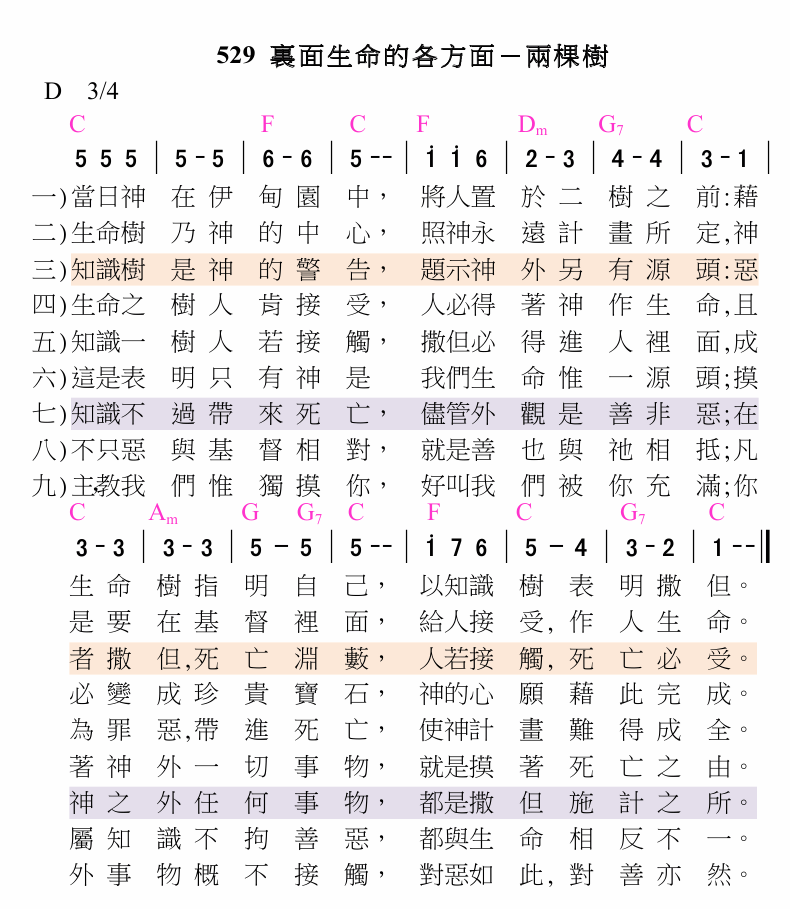 529 裏面生命的各方面－兩棵樹
D 3/4
C F C F Dm G7 C
5 5 5 | 5 - 5 | 6 - 6 | 5 -- | i i 6 | 2 - 3 | 4 - 4 | 3 - 1 |
一)當日神 在伊 甸園 中， 將人置 於二 樹之 前:藉
二)生命樹 乃神 的中 心， 照神永 遠計 畫所 定,神
三)知識樹 是神 的警 告， 題示神 外另 有源 頭:惡
四)生命之 樹人 肯接 受， 人必得 著神 作生 命,且
五)知識一 樹人 若接 觸， 撒但必 得進 人裡 面,成
六)這是表 明只 有神 是 我們生 命惟 一源 頭;摸
七)知識不 過帶 來死 亡， 儘管外 觀是 善非 惡;在
八)不只惡 與基 督相 對， 就是善 也與 祂相 抵;凡
九)主,教我 們惟 獨摸 你， 好叫我 們被 你充 滿;你
C Am G G7 C F C G7 C
3 - 3 | 3 - 3 | 5 － 5 | 5 -- | i 7 6 | 5 － 4 | 3 - 2 | 1 -- ||
生命 樹指 明自 己， 以知識 樹表 明撒 但。
是要 在基 督裡 面， 給人接 受,作 人生 命。
者撒 但,死 亡淵 藪， 人若接 觸,死 亡必 受。
必變 成珍 貴寶 石， 神的心 願藉 此完 成。
為罪 惡,帶 進死 亡， 使神計 畫難 得成 全。
著神 外一 切事 物， 就是摸 著死 亡之 由。
神之 外任 何事 物， 都是撒 但施 計之 所。
屬知 識不 拘善 惡， 都與生 命相 反不 一。
外事 物概 不接 觸， 對惡如 此,對 善亦 然。